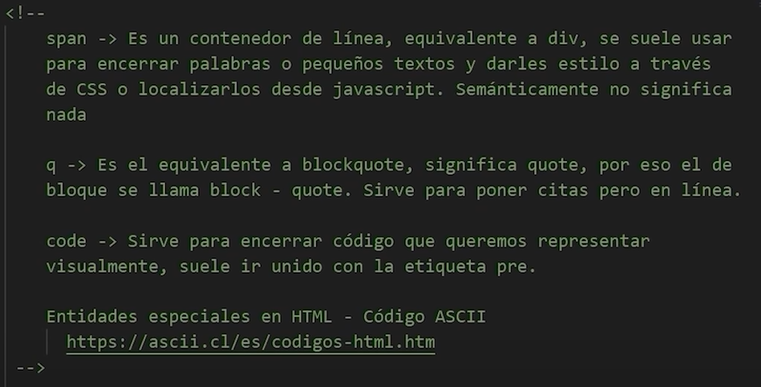 <!--
span -> Es un contenedor de línea, equivalente a div, se suele usar
para encerrar palabras o pequeños textos y darles estilo a través
de CSS o localizarlos desde javascript. Semánticamente no significa
nada
q -> Es el equivalente a blockquote, significa quote, por eso el de
bloque se llama block - quote. Sirve para poner citas pero en línea.
code -> Sirve para encerrar código que queremos representar
visualmente, suele ir unido con la etiqueta pre.
Entidades especiales en HTML - Código ASCII
https://ascii.cl/es/codigos-html.htm
-->